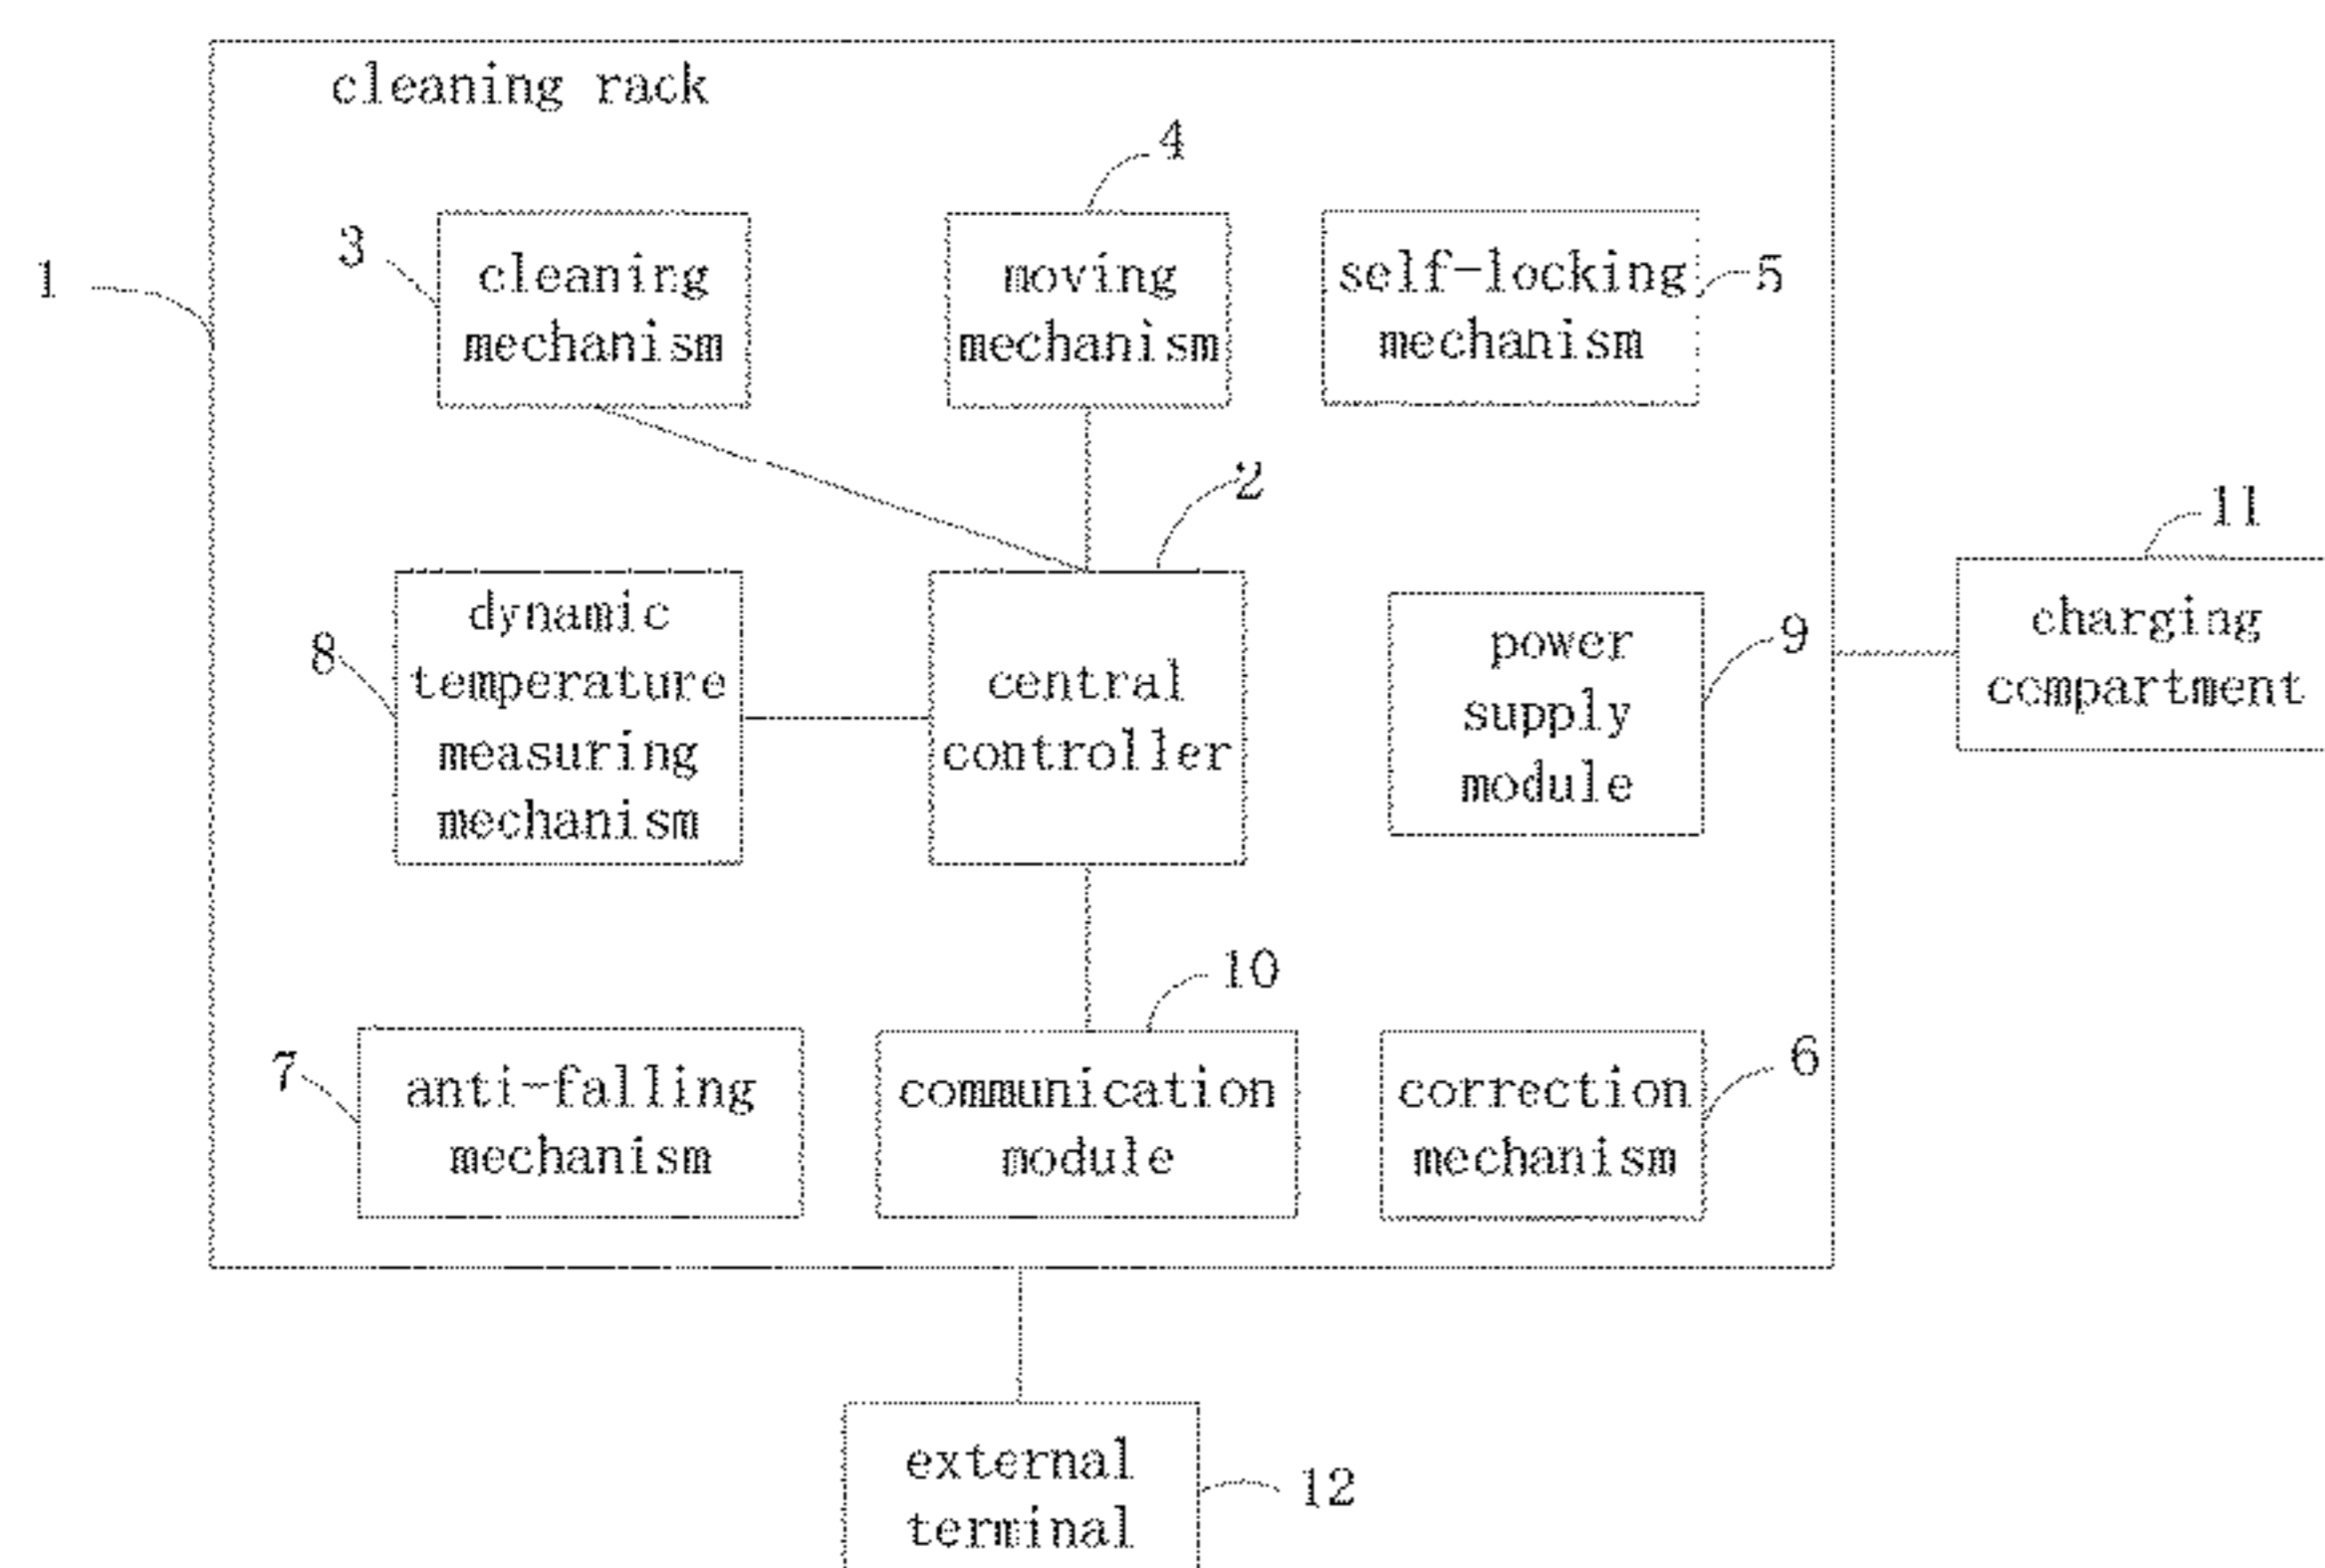 cleaning rack
4
3
cleaning
mechanism
moving
mechanism
self-locking
mechanism
5
1
2
11
8
dynamic
temperature
measuring
mechanism
central
controller
power
supply
module
9
charging
compartment
10
7
anti-falling
mechanism
communication
module
correction
mechanism
6
external
terminal
12